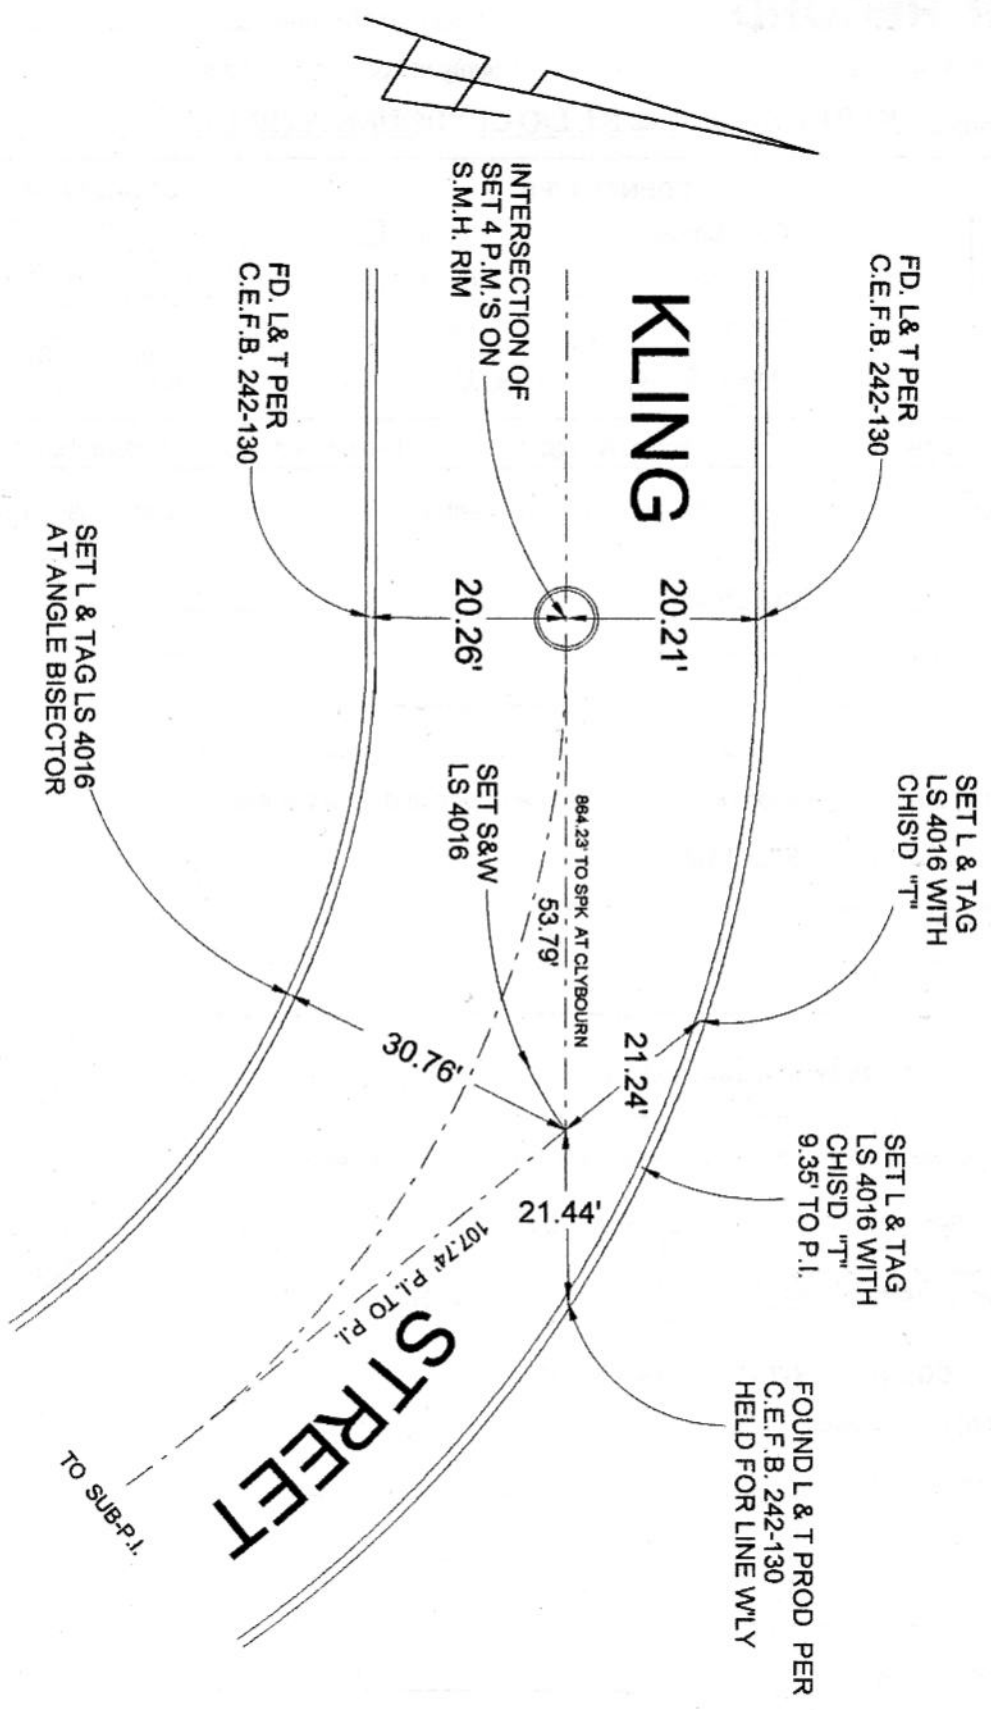 FD. L& T PER
C.E.F.B. 242-130
KLING
INTERSECTION OF
SET 4 P.M.'S ON
S.M.H. RIM
FD. L& T PER
C.E.F.B. 242-130
20.21'
20.26'
SET L & TAG LS 4016
AT ANGLE BISECTOR
SET L & TAG
LS 4016 WITH
CHIS'D "T"
864.23' TO SPK AT CLYBOURN
53.79'
SET S&W
LS 4016
21.24'
30.76'
SET L & TAG
LS 4016 WITH
CHIS'D "T"
9.35' TO P.I.
21.44'
107.74' P.I. TO P.I.
STREET
FOUND L & T PROD PER
C.E.F.B. 242-130
HELD FOR LINE W'LY
TO SUB-P.I.